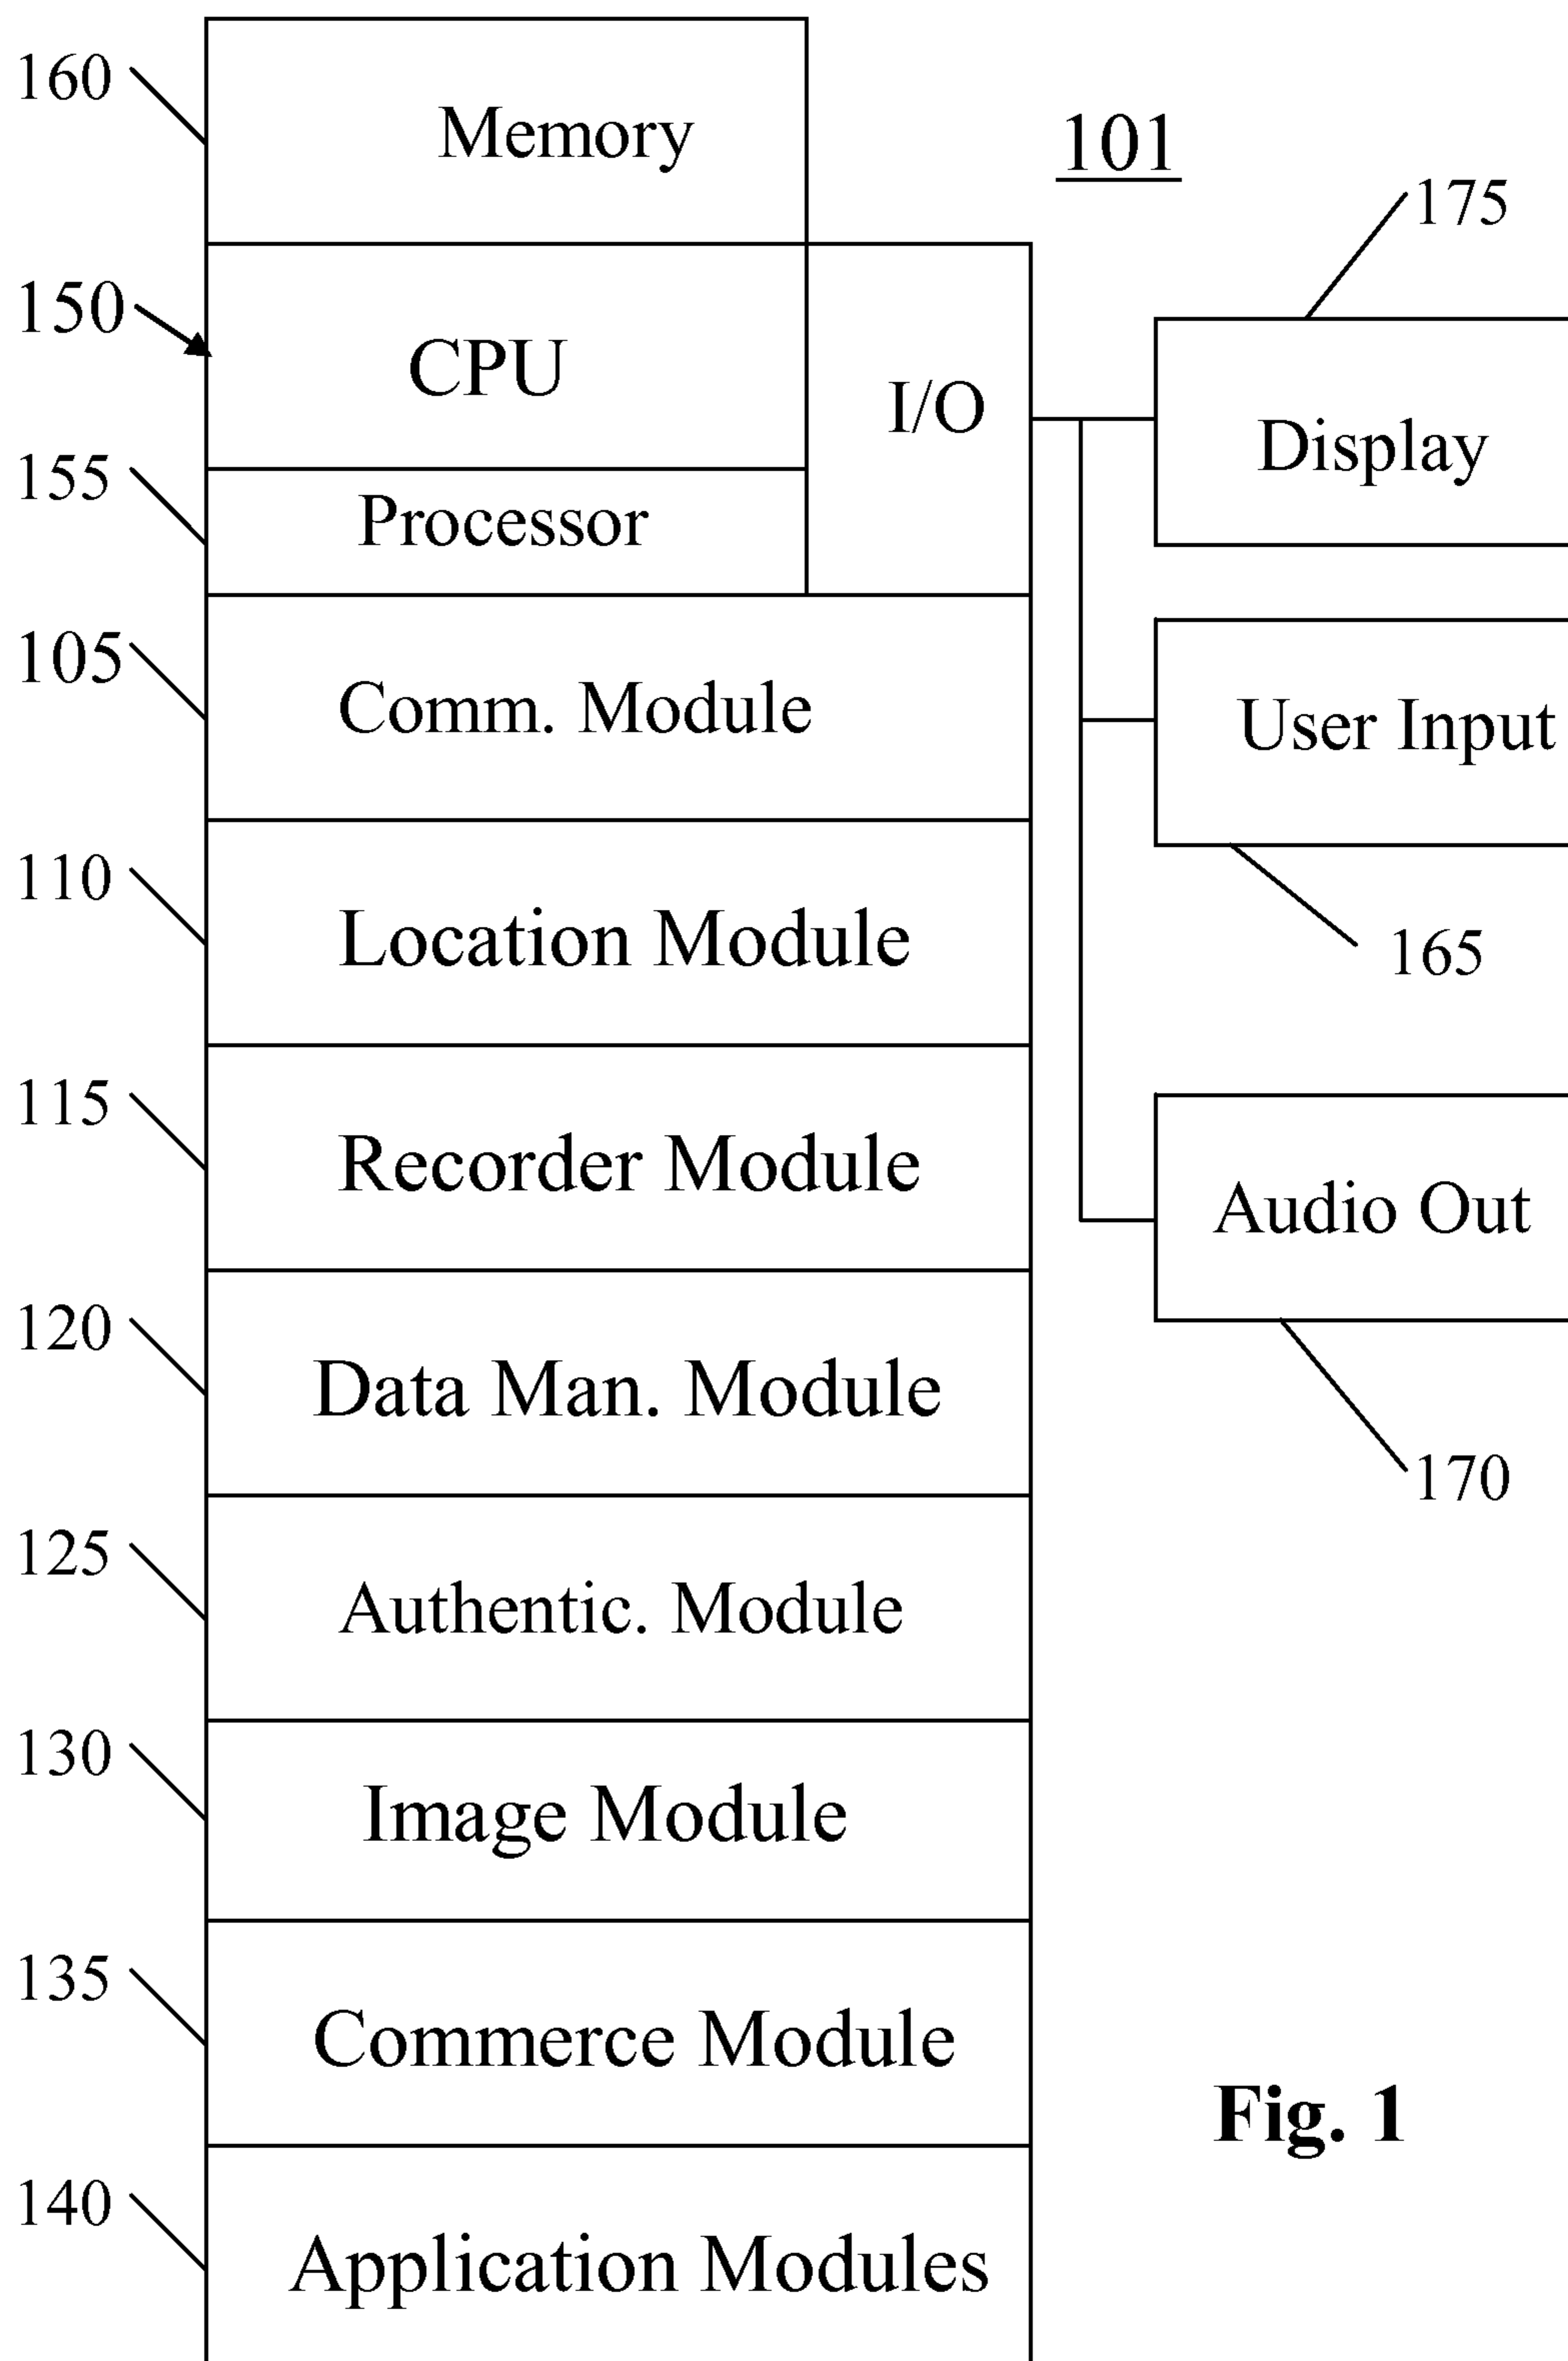 160
Memory
101
175
150
CPU
I/O
Display
155
Processor
105
Comm. Module
User Input
110
Location Module
165
115
Recorder Module
Audio Out
120
Data Man. Module
170
125
Authentic. Module
130
Image Module
135
Commerce Module
Fig. 1
140
Application Modules